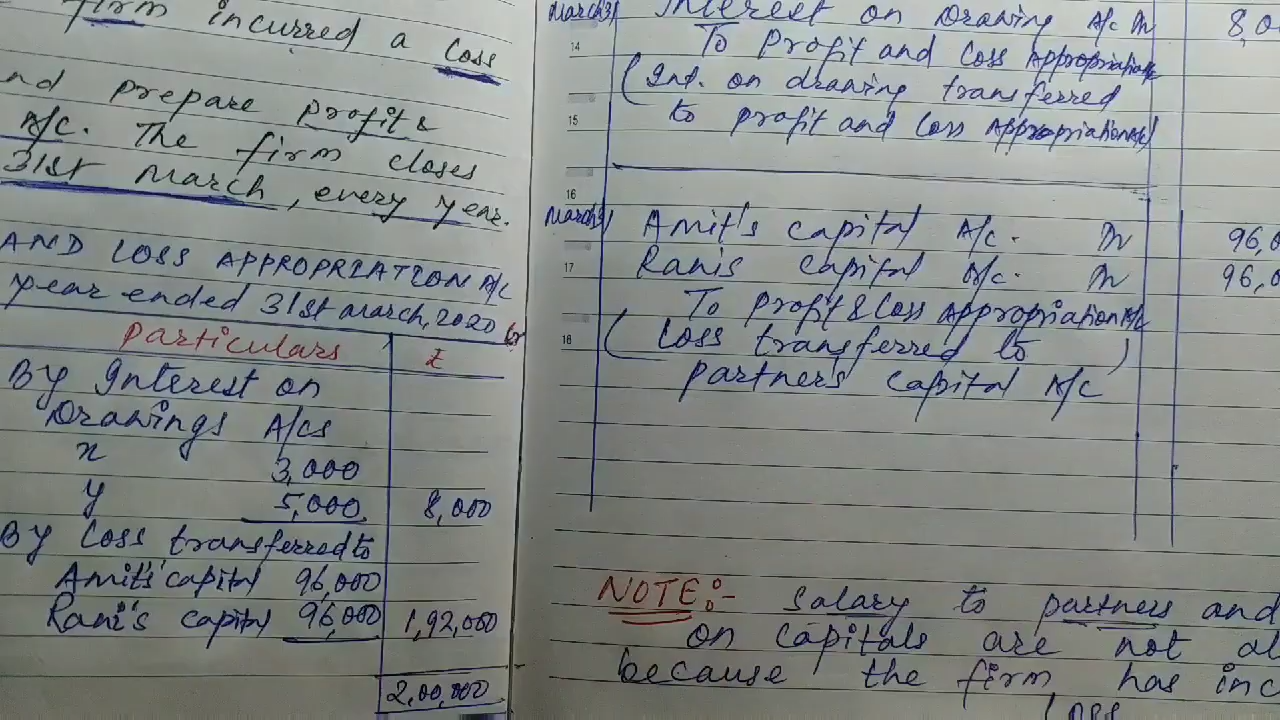 firm incurred a loss
nd prepare Profit &
A/c. The firm closes
31st March, every year.
AND LOSS APPROPRIATION A/c
year ended 31st March, 2020 Cr
Particulars ₹
By Interest on
Drawings A/cs
x 3,000
y 5,000 8,000
By Loss transferred to
Amit's capital 96,000
Rani's capital 96,000 1,92,000
2,00,000
March 31 Interest on Drawing A/c Dr 8,0
14 To Profit and Loss Appropriation
(Int. on drawing transferred
15 to profit and Loss Appropriation A/c)
16
March 31 Amit's capital A/c. Dr 96,0
17 Ranis capital A/c. Dr 96,0
To Profit & Loss Appropriation A/c
18 (Loss transferred to)
partner's capital A/c
NOTE:- Salary to partners and
on capitals are not al
because the firm has inc
Loss